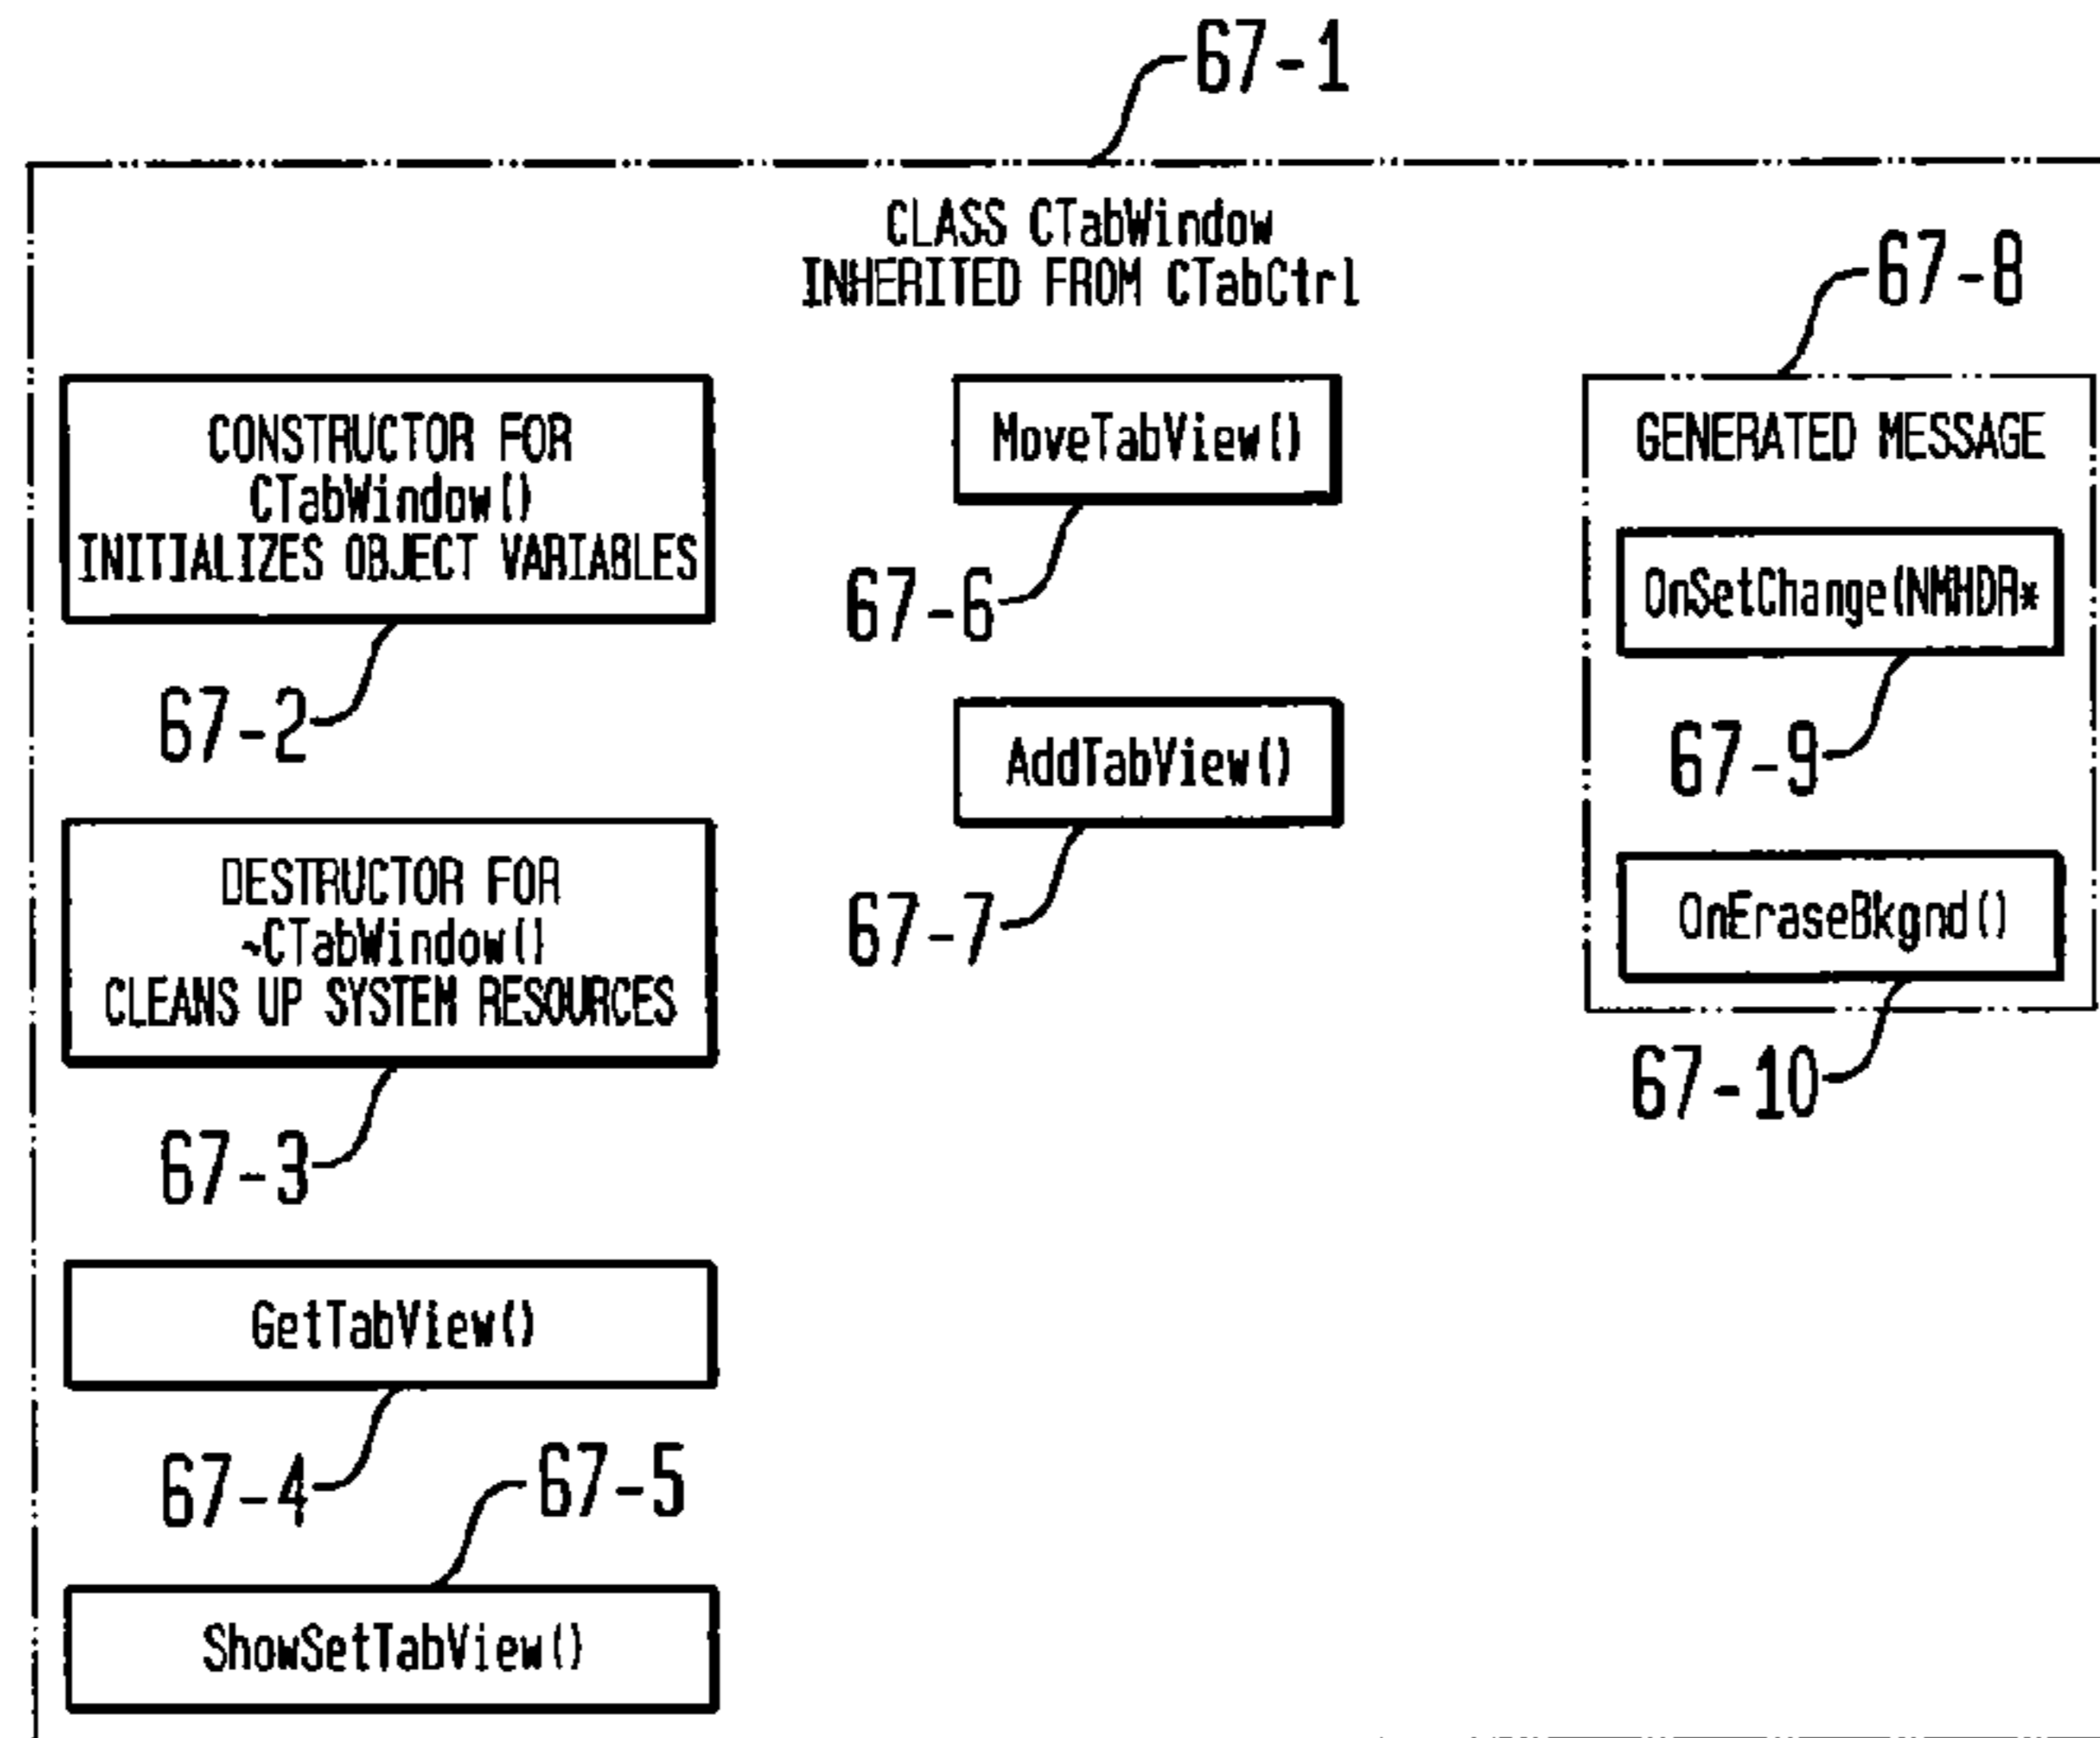 67-1
CLASS CTabWindow
INHERITED FROM CTabCtrl
67-8
CONSTRUCTOR FOR
CTabWindow()
INITIALIZES OBJECT VARIABLES
67-2
MoveTabView()
67-6
GENERATED MESSAGE
OnSetChange(NMHDR*
67-9
AddTabView()
67-7
DESTRUCTOR FOR
~CTabWindow()
CLEANS UP SYSTEM RESOURCES
67-3
OnEraseBkgnd()
67-10
GetTabView()
67-4
67-5
ShowSetTabView()